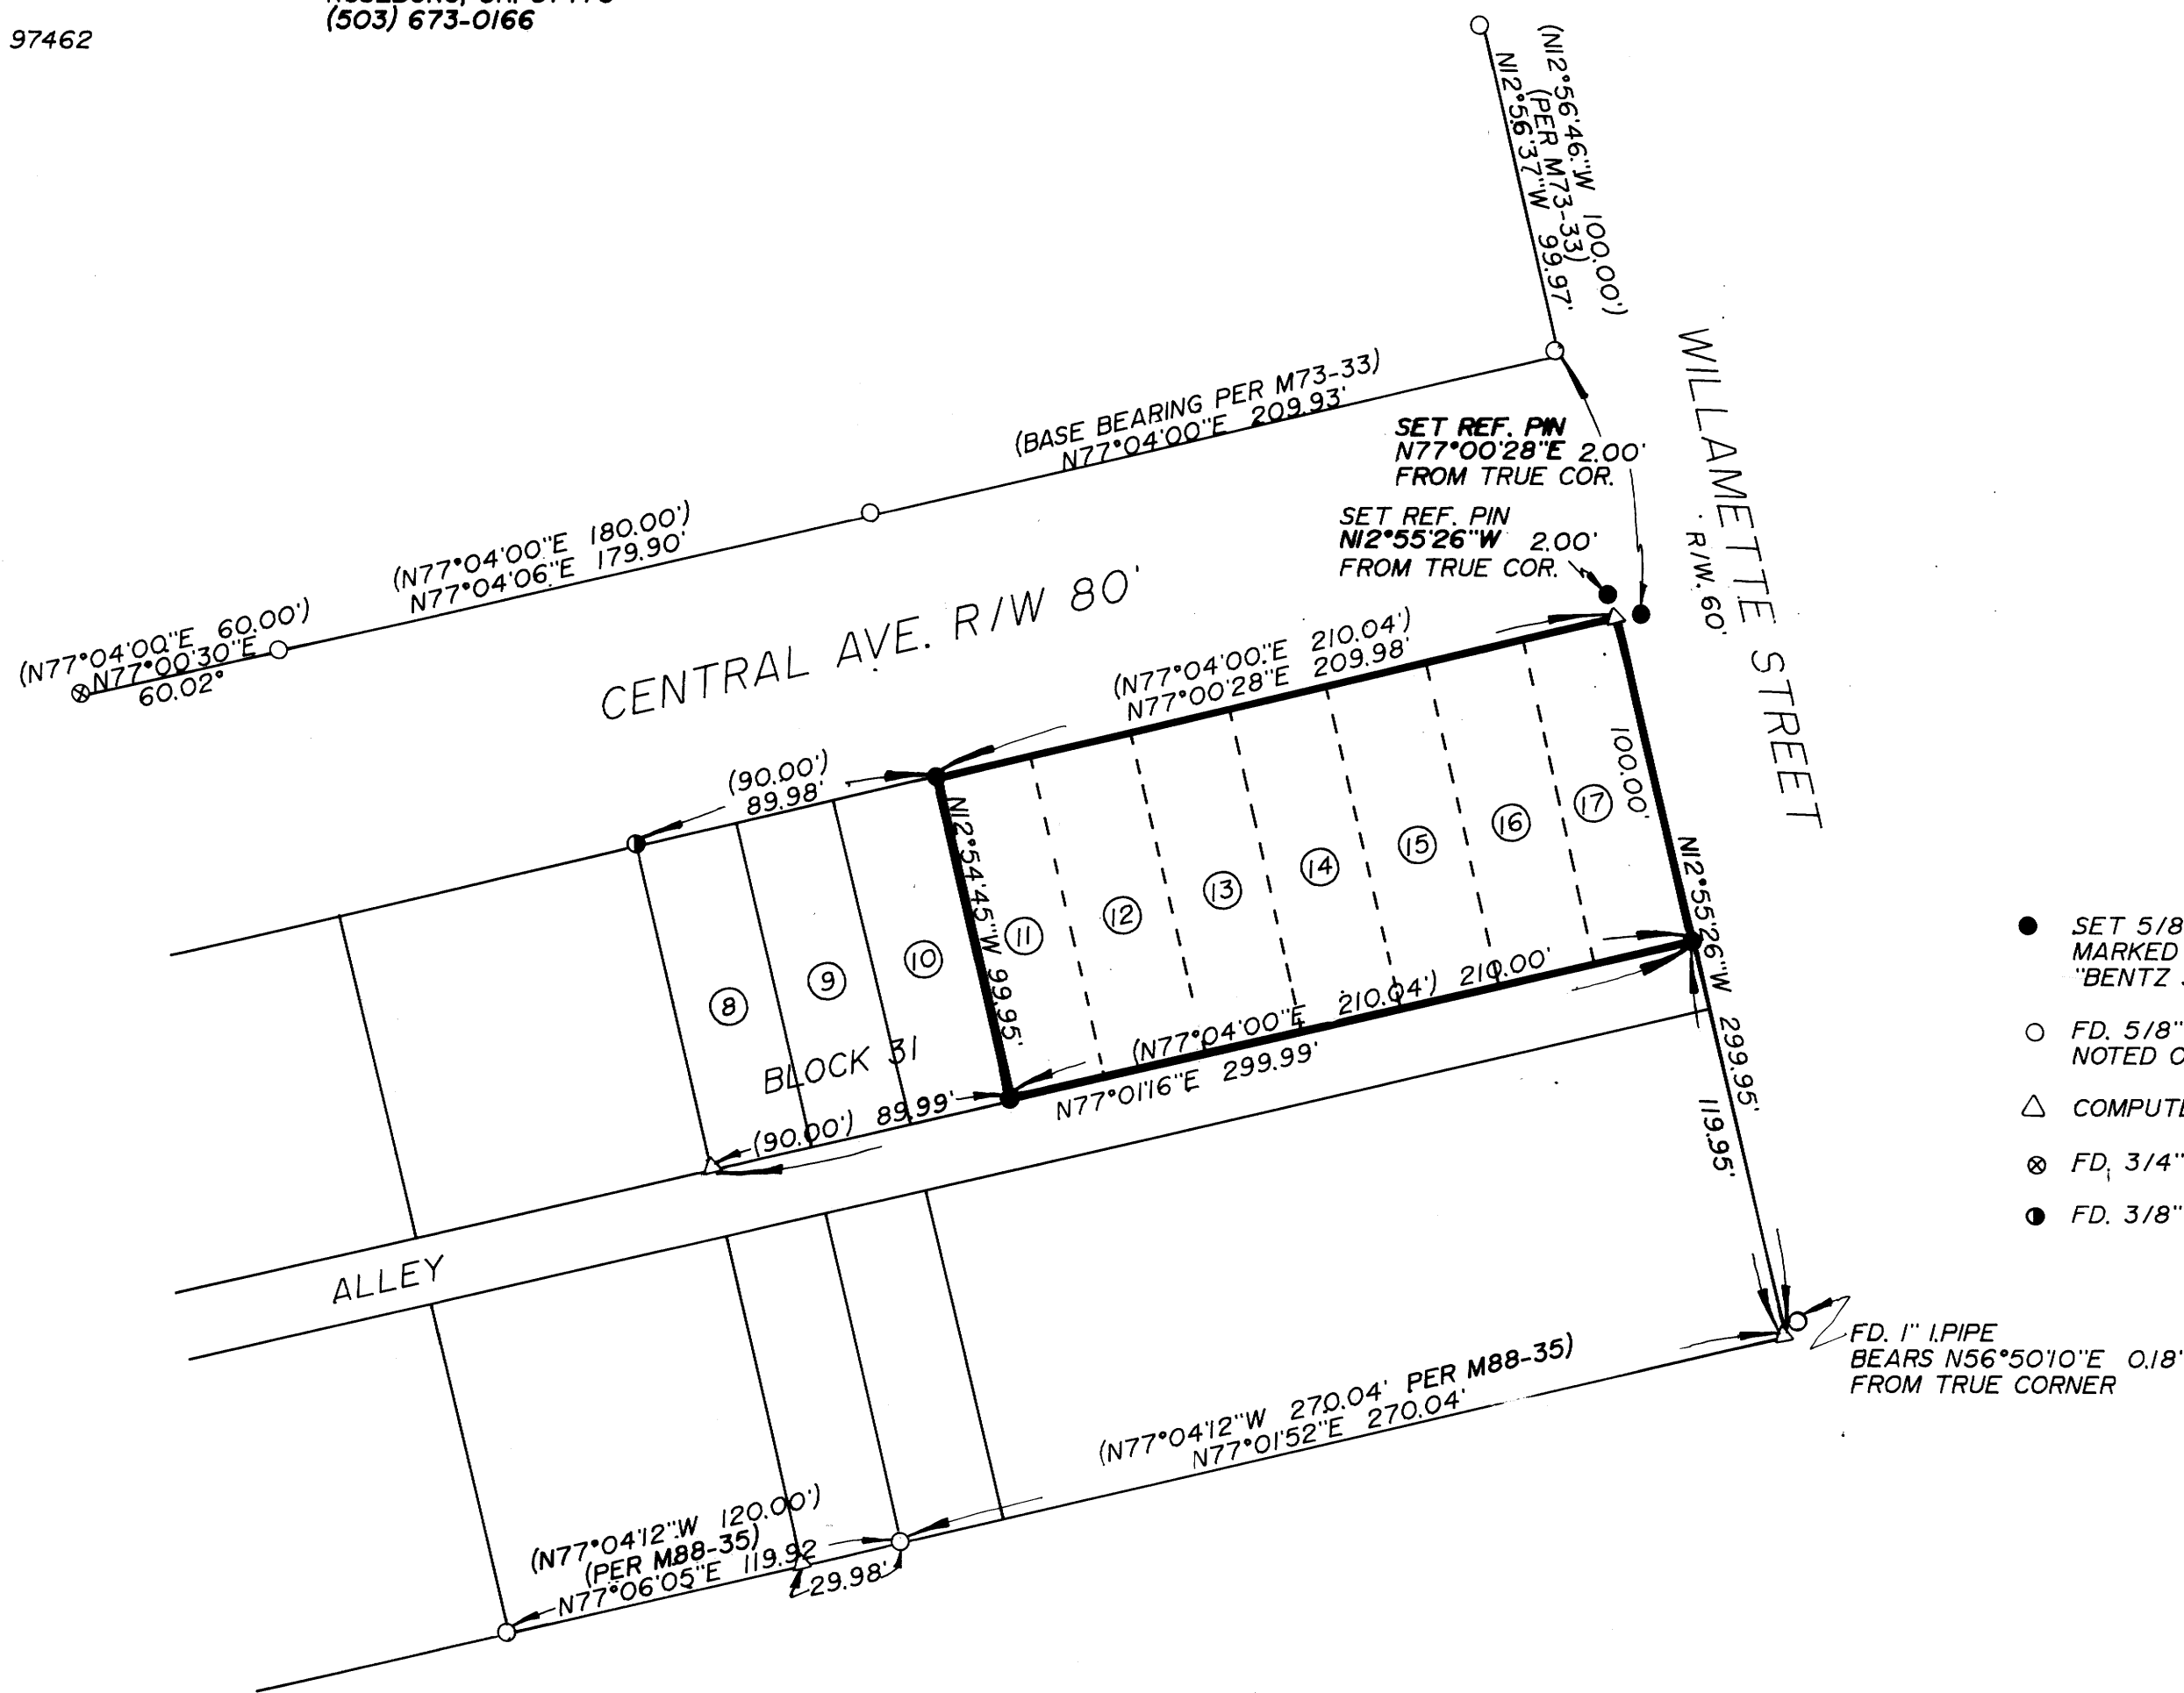 (503) 673-0166
97462
(N12°56'46"W 100.00')
(PER M73-33)
N12°56'37"W 99.97'
WILLAMETTE STREET
R/W 60'
(BASE BEARING PER M73-33)
N77°04'00"E 209.93'
SET REF. PIN
N77°00'28"E 2.00'
FROM TRUE COR.
SET REF. PIN
N12°55'26"W 2.00'
FROM TRUE COR.
(N77°04'00"E 180.00')
N77°04'06"E 179.90'
(N77°04'00"E 60.00')
N77°00'30"E
60.02'
CENTRAL AVE. R/W 80'
(N77°04'00"E 210.04')
N77°00'28"E 209.98'
(90.00')
89.98'
N12°54'45"W 99.95'
100.00'
N12°55'26"W 299.95'
119.95'
8
9
10
11
12
13
14
15
16
17
BLOCK 31
(90.00') 89.99'
(N77°04'00"E 210.04') 210.00'
N77°01'16"E 299.99'
ALLEY
SET 5/8
MARKED
"BENTZ
FD. 5/8"
NOTED
FD. 3/4"
FD. 3/8"
FD. 1" I.PIPE
BEARS N56°50'10"E 0.18'
FROM TRUE CORNER
(N77°04'12"W 270.04' PER M88-35)
N77°01'52"E 270.04'
(N77°04'12"W 120.00')
(PER M88-35)
N77°06'05"E 119.92
29.98'